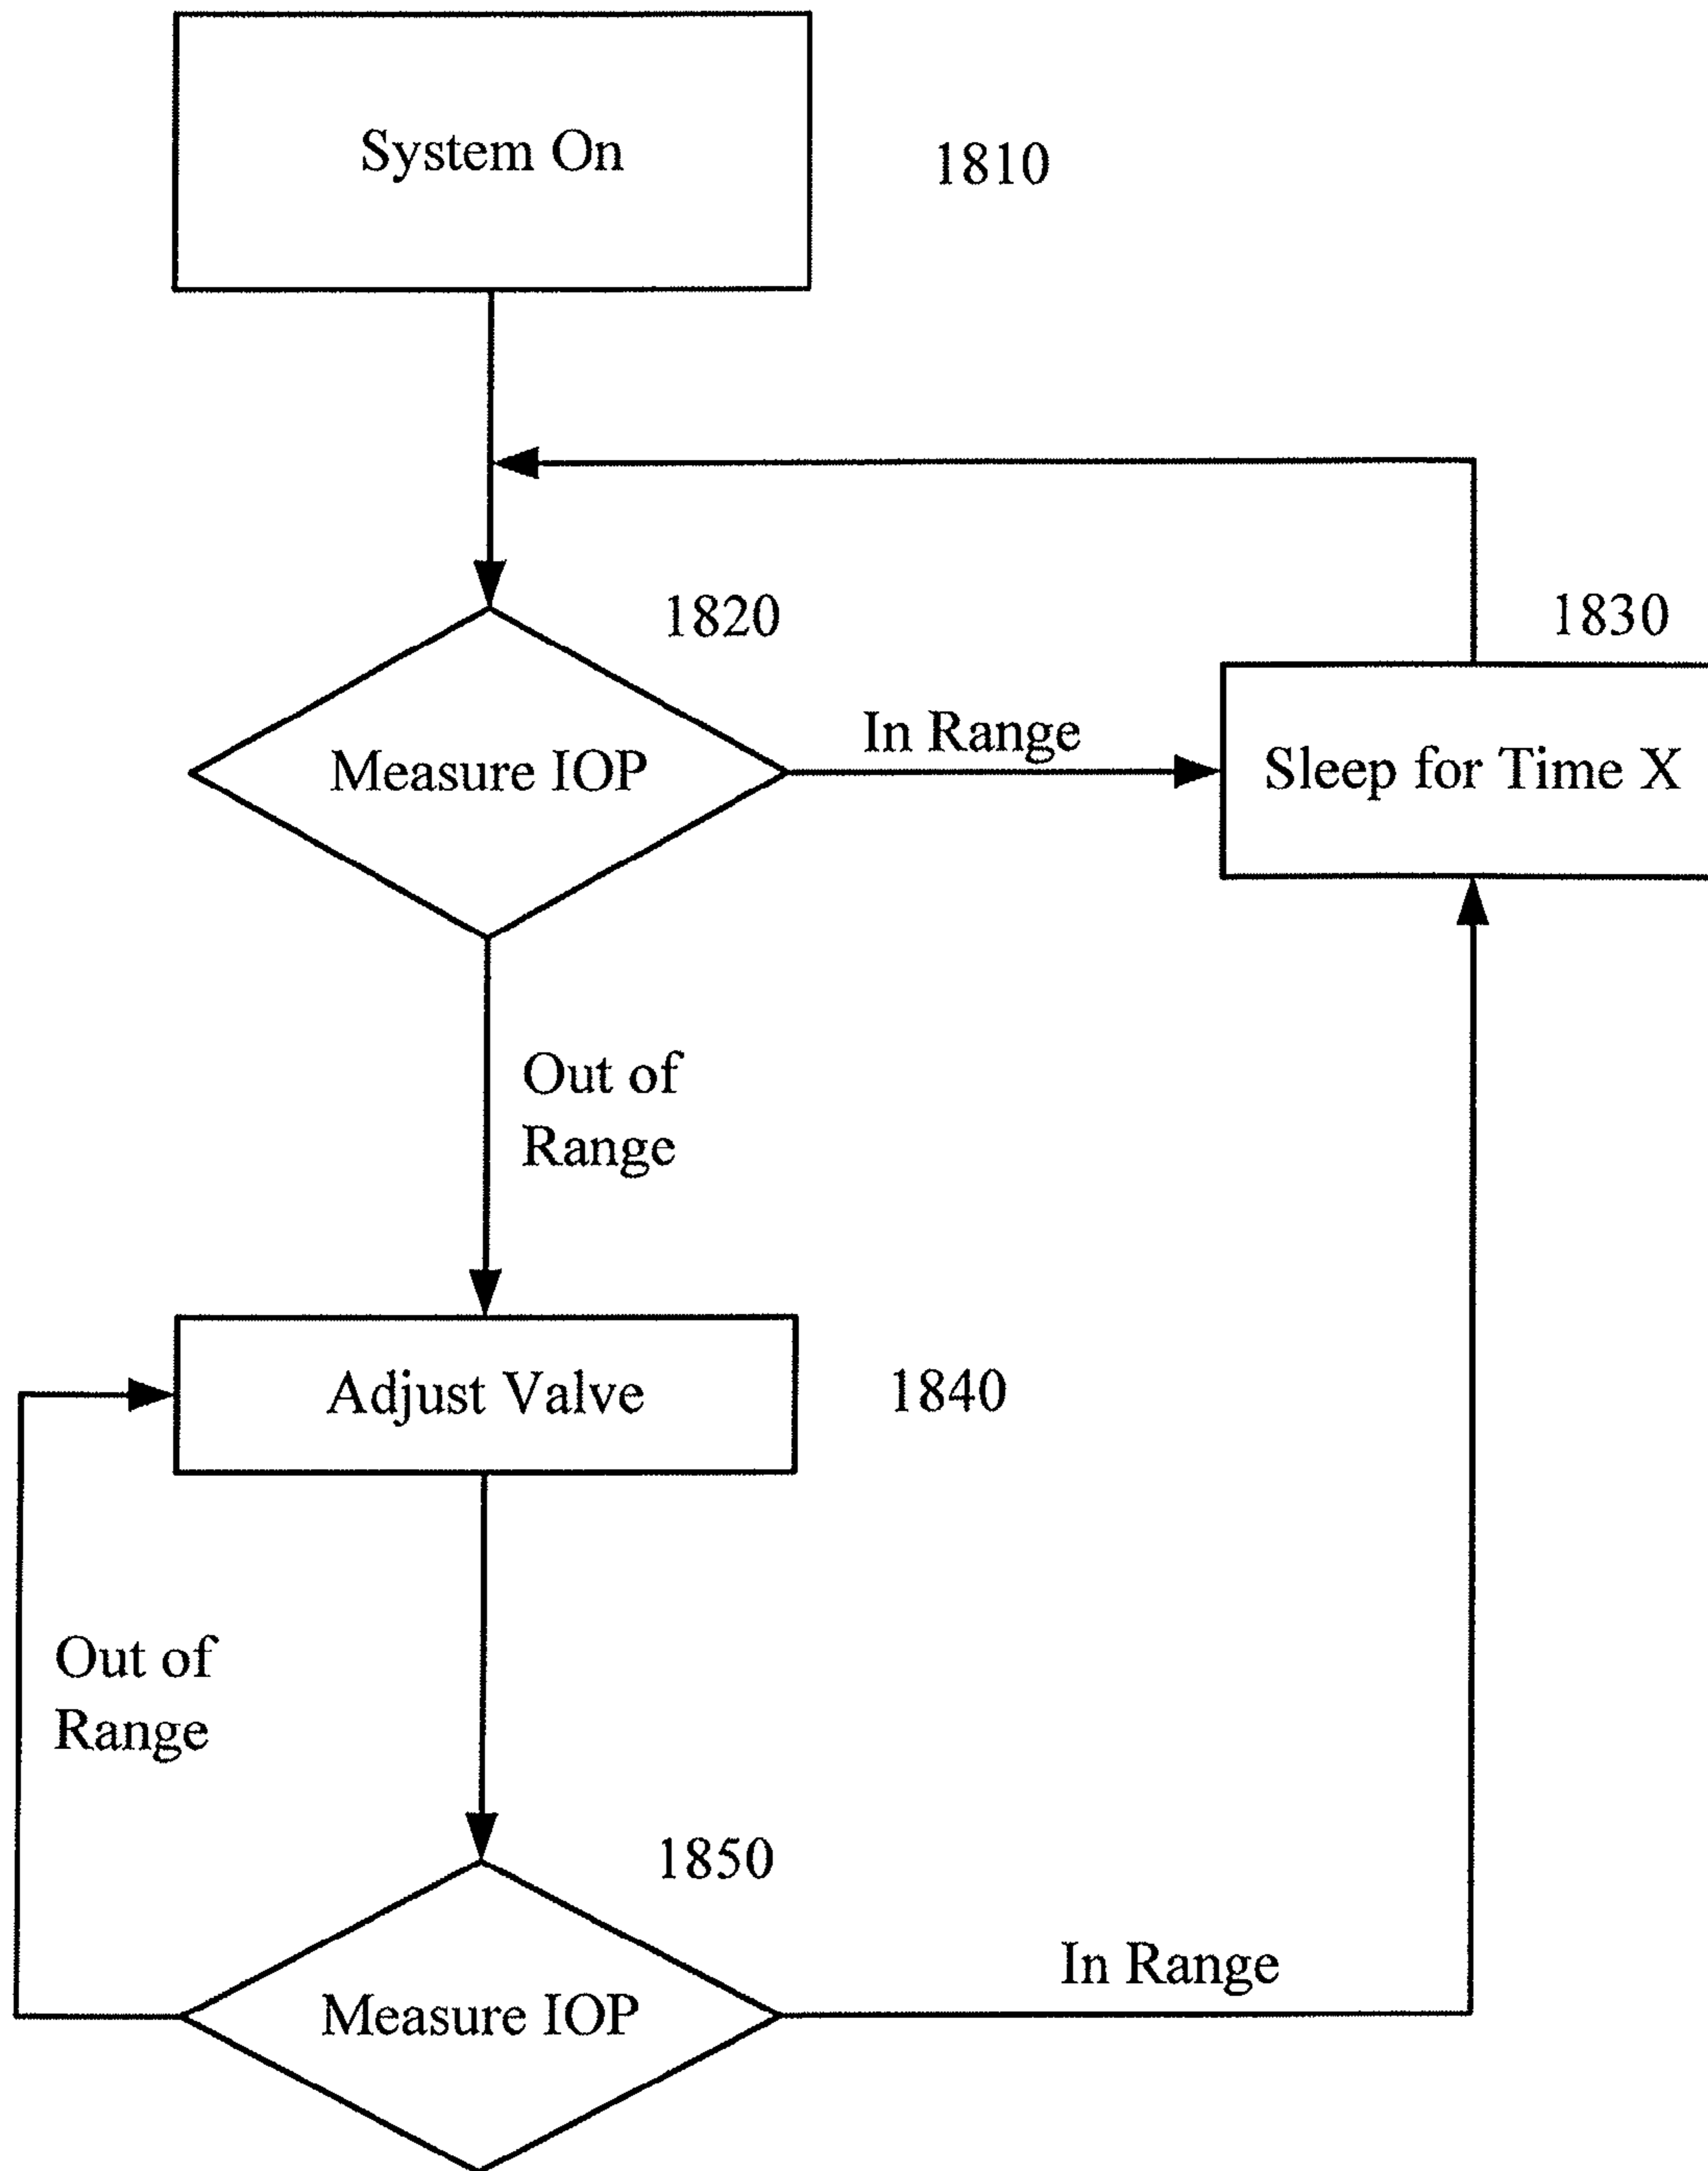 System On
1810
1820
1830
Measure IOP
In Range
Sleep for Time X
Out of
Range
Adjust Valve
1840
Out of
Range
1850
In Range
Measure IOP